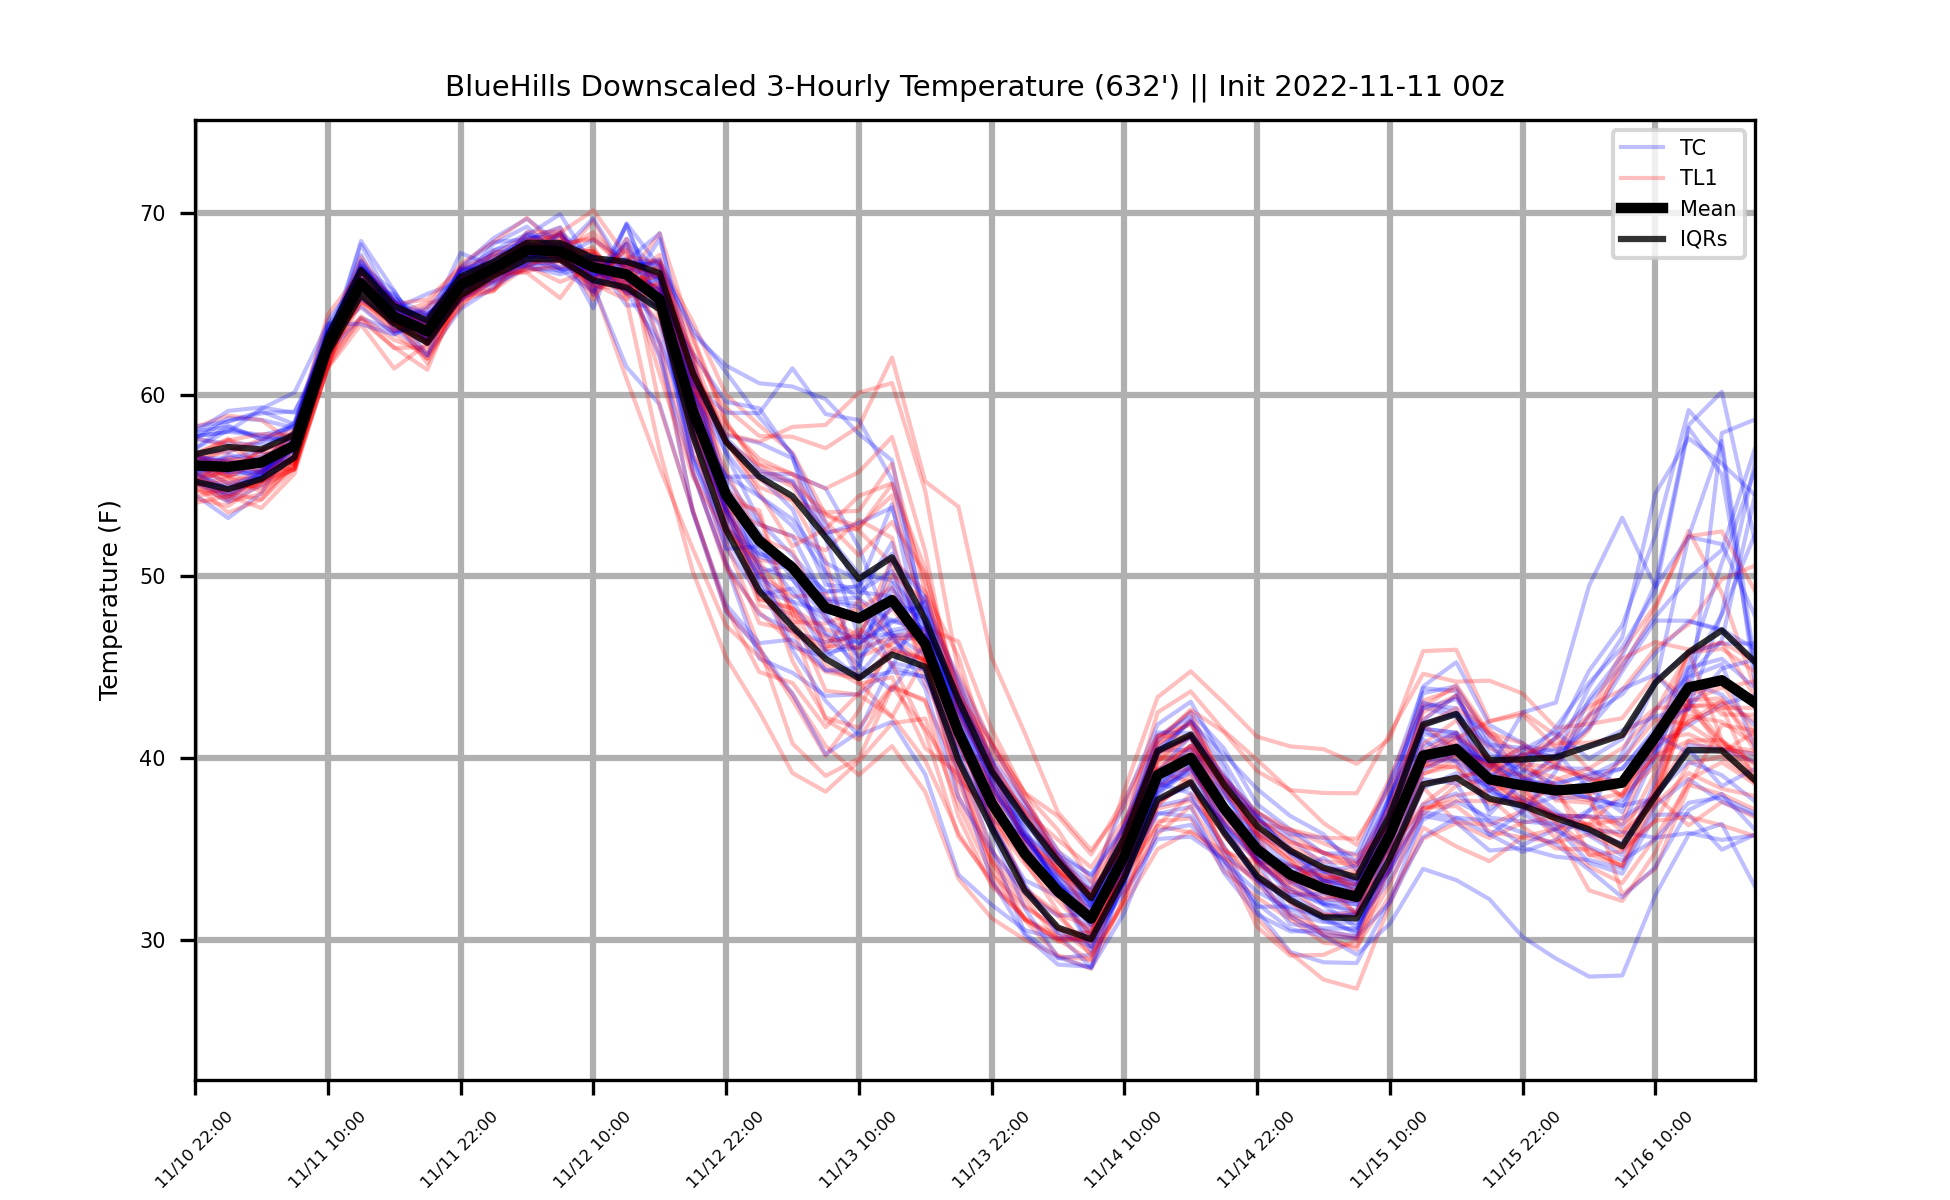 BlueHills Downscaled 3-Hourly Temperature (632') || Init 2022-11-11 00z
TC
TL1
Mean
IQRs
Temperature (F)
70
60
50
40
30
11/10 22:00
11/11 10:00
11/11 22:00
11/12 10:00
11/12 22:00
11/13 10:00
11/13 22:00
11/14 10:00
11/14 22:00
11/15 10:00
11/15 22:00
11/16 10:00